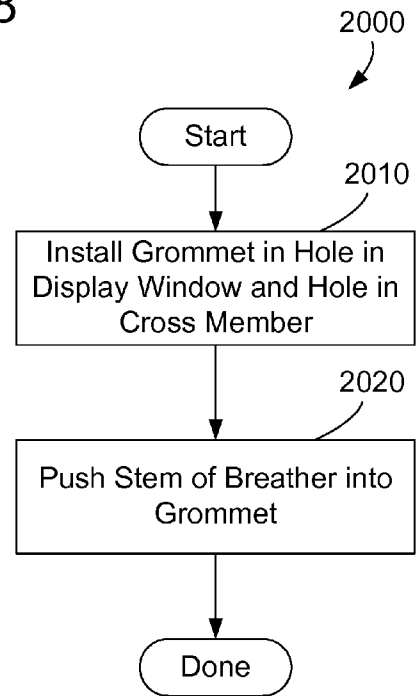 2000
Start
2010
Install Grommet in Hole in
Display Window and Hole in
Cross Member
2020
Push Stem of Breather into
Grommet
Done